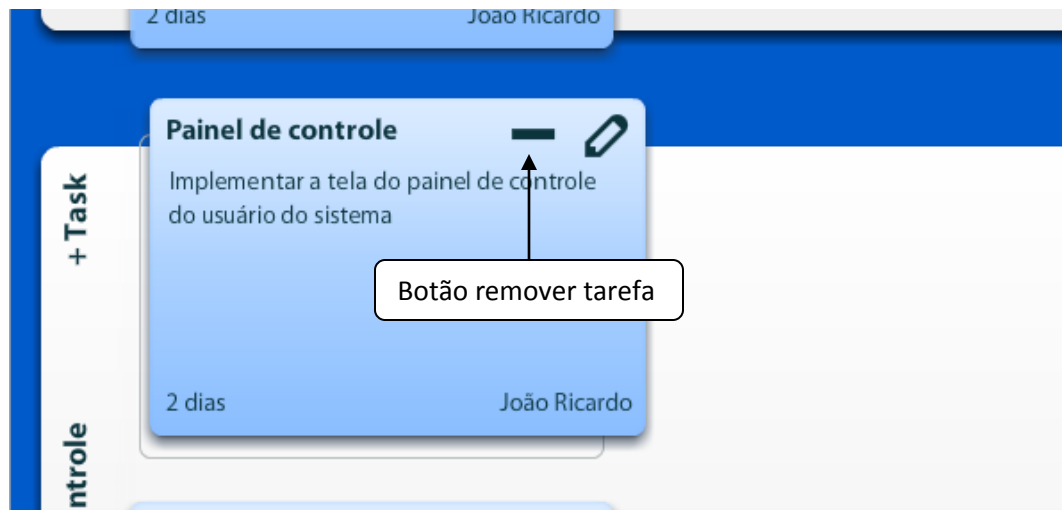 2 dias João Ricardo
Painel de controle
Implementar a tela do painel de controle
do usuário do sistema
+ Task
Botão remover tarefa
2 dias João Ricardo
ntrole